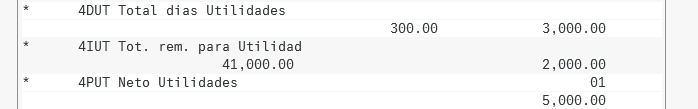 *      4DUT Total dias Utilidades
300.00             3,000.00
*      4IUT Tot. rem. para Utilidad
41,000.00                               2,000.00
*      4PUT Neto Utilidades                                             01
5,000.00